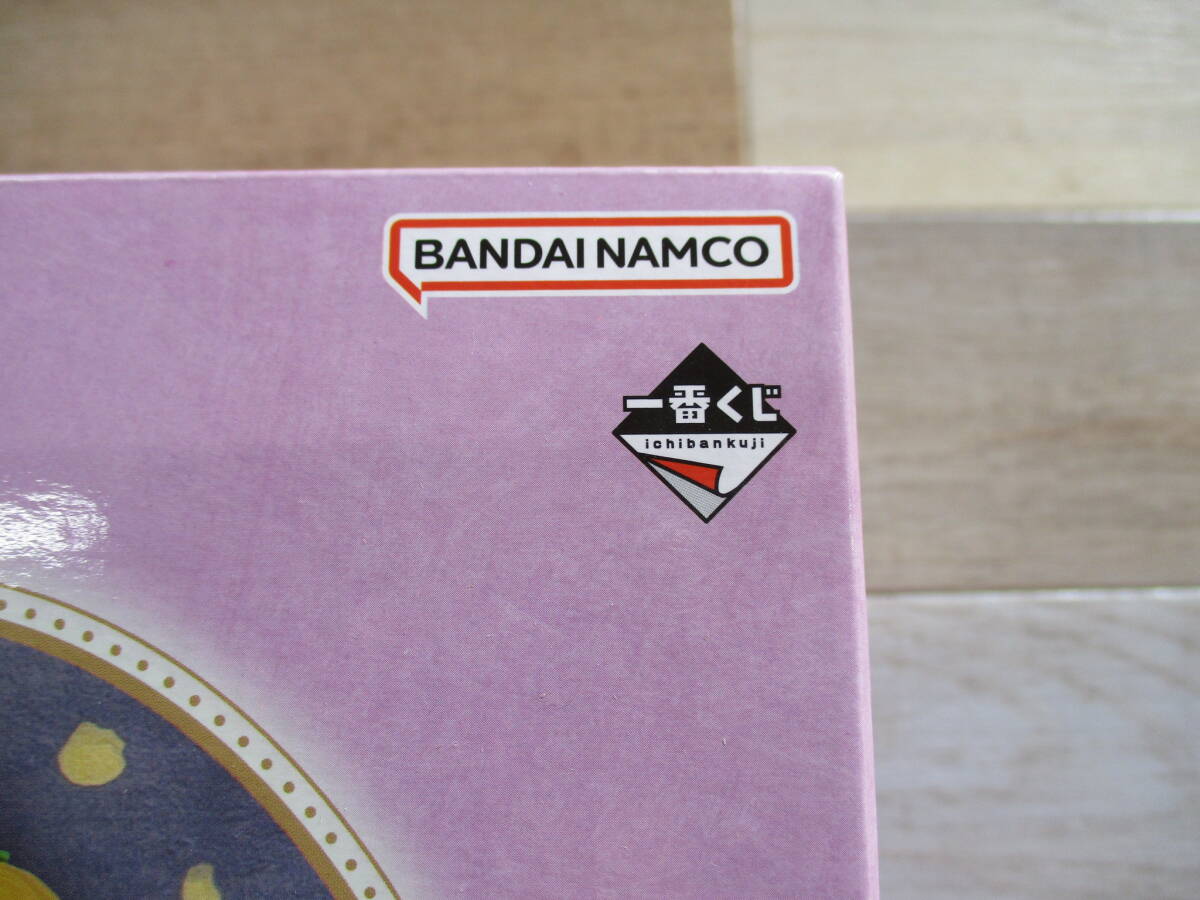 BANDAI NAMCO
一番くじ
ichibankuji